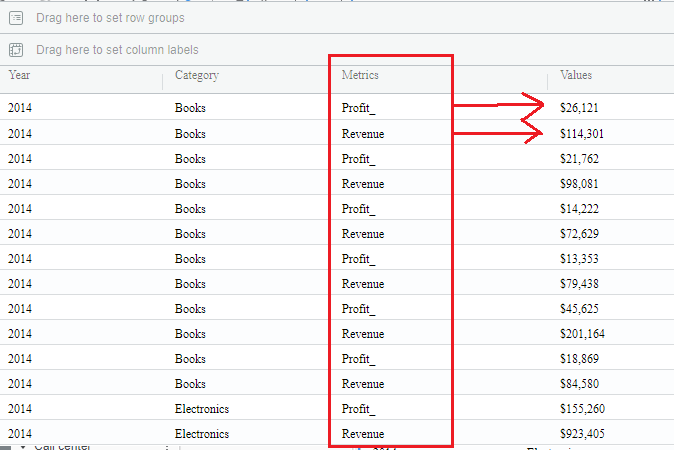 Drag here to set row groups
Drag here to set column labels
Year Category Metrics Values
2014 Books Profit_ $26,121
2014 Books Revenue $114,301
2014 Books Profit_ $21,762
2014 Books Revenue $98,081
2014 Books Profit_ $14,222
2014 Books Revenue $72,629
2014 Books Profit_ $13,353
2014 Books Revenue $79,438
2014 Books Profit_ $45,625
2014 Books Revenue $201,164
2014 Books Profit_ $18,869
2014 Books Revenue $84,580
2014 Electronics Profit_ $155,260
2014 Electronics Revenue $923,405
Call center